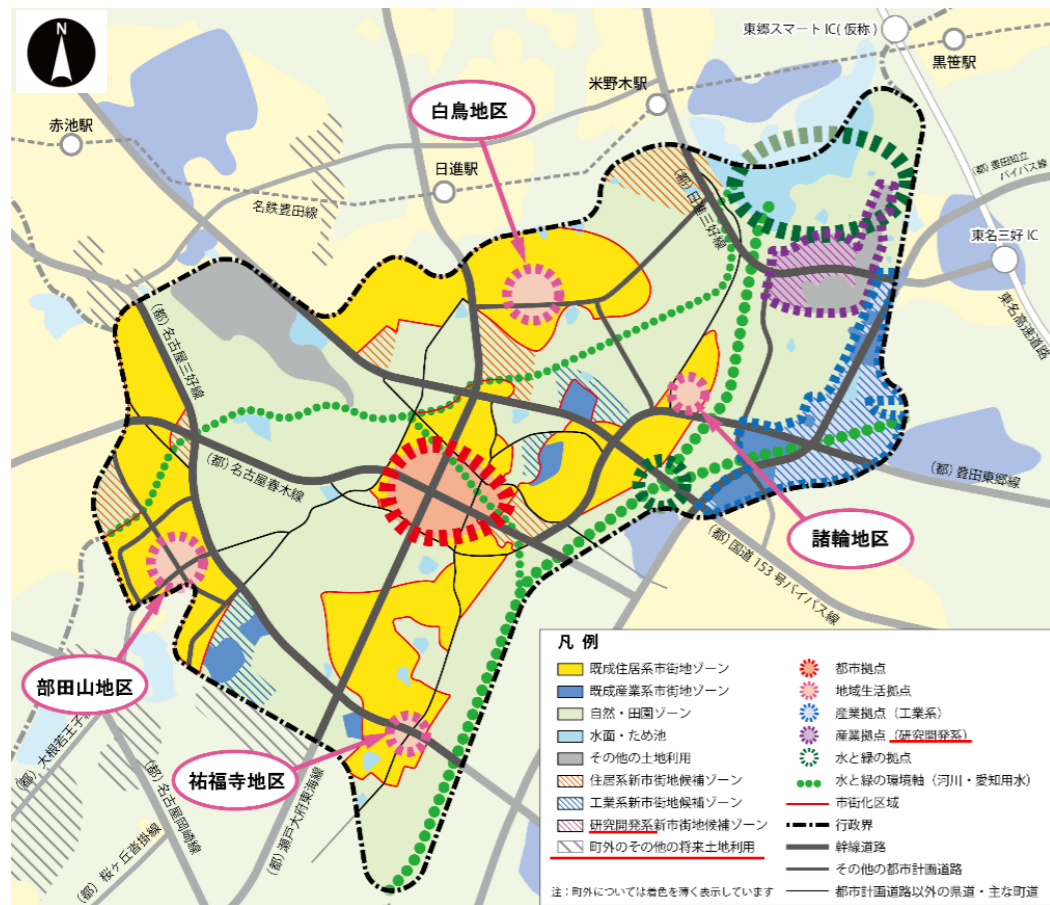 N
東郷スマートIC(仮称)
黒笹駅
米野木駅
赤池駅
白鳥地区
日進駅
名鉄豊田線
(都)日進三好線
(都)豊田知立
バイパス線
東名三好IC
東名高速道路
(都)名古屋三好線
(都)名古屋春木線
(都)豊田東郷線
諸輪地区
(都)国道153号バイパス線
部田山地区
祐福寺地区
(都)大根若王子線
(都)名古屋岡崎線
(都)桜ヶ丘沓掛線
(都)瀬戸大府東海線
凡例
既成住居系市街地ゾーン
既成産業系市街地ゾーン
自然・田園ゾーン
水面・ため池
その他の土地利用
住居系新市街地候補ゾーン
工業系新市街地候補ゾーン
研究開発系新市街地候補ゾーン
町外のその他の将来土地利用
注:町外については着色を薄く表示しています
都市拠点
地域生活拠点
産業拠点(工業系)
産業拠点(研究開発系)
水と緑の拠点
水と緑の環境軸(河川・愛知用水)
市街化区域
行政界
幹線道路
その他の都市計画道路
都市計画道路以外の県道・主な町道